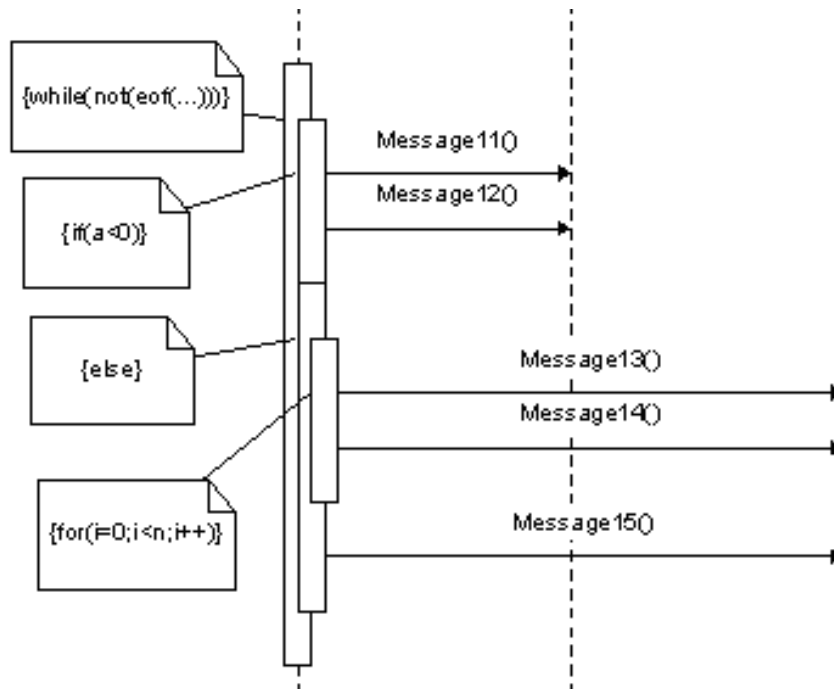 {while(not(eof(...)))}
Message11()
Message12()
{if(a<0)}
{else}
Message13()
Message14()
{for(i=0;i<n;i++)}
Message15()